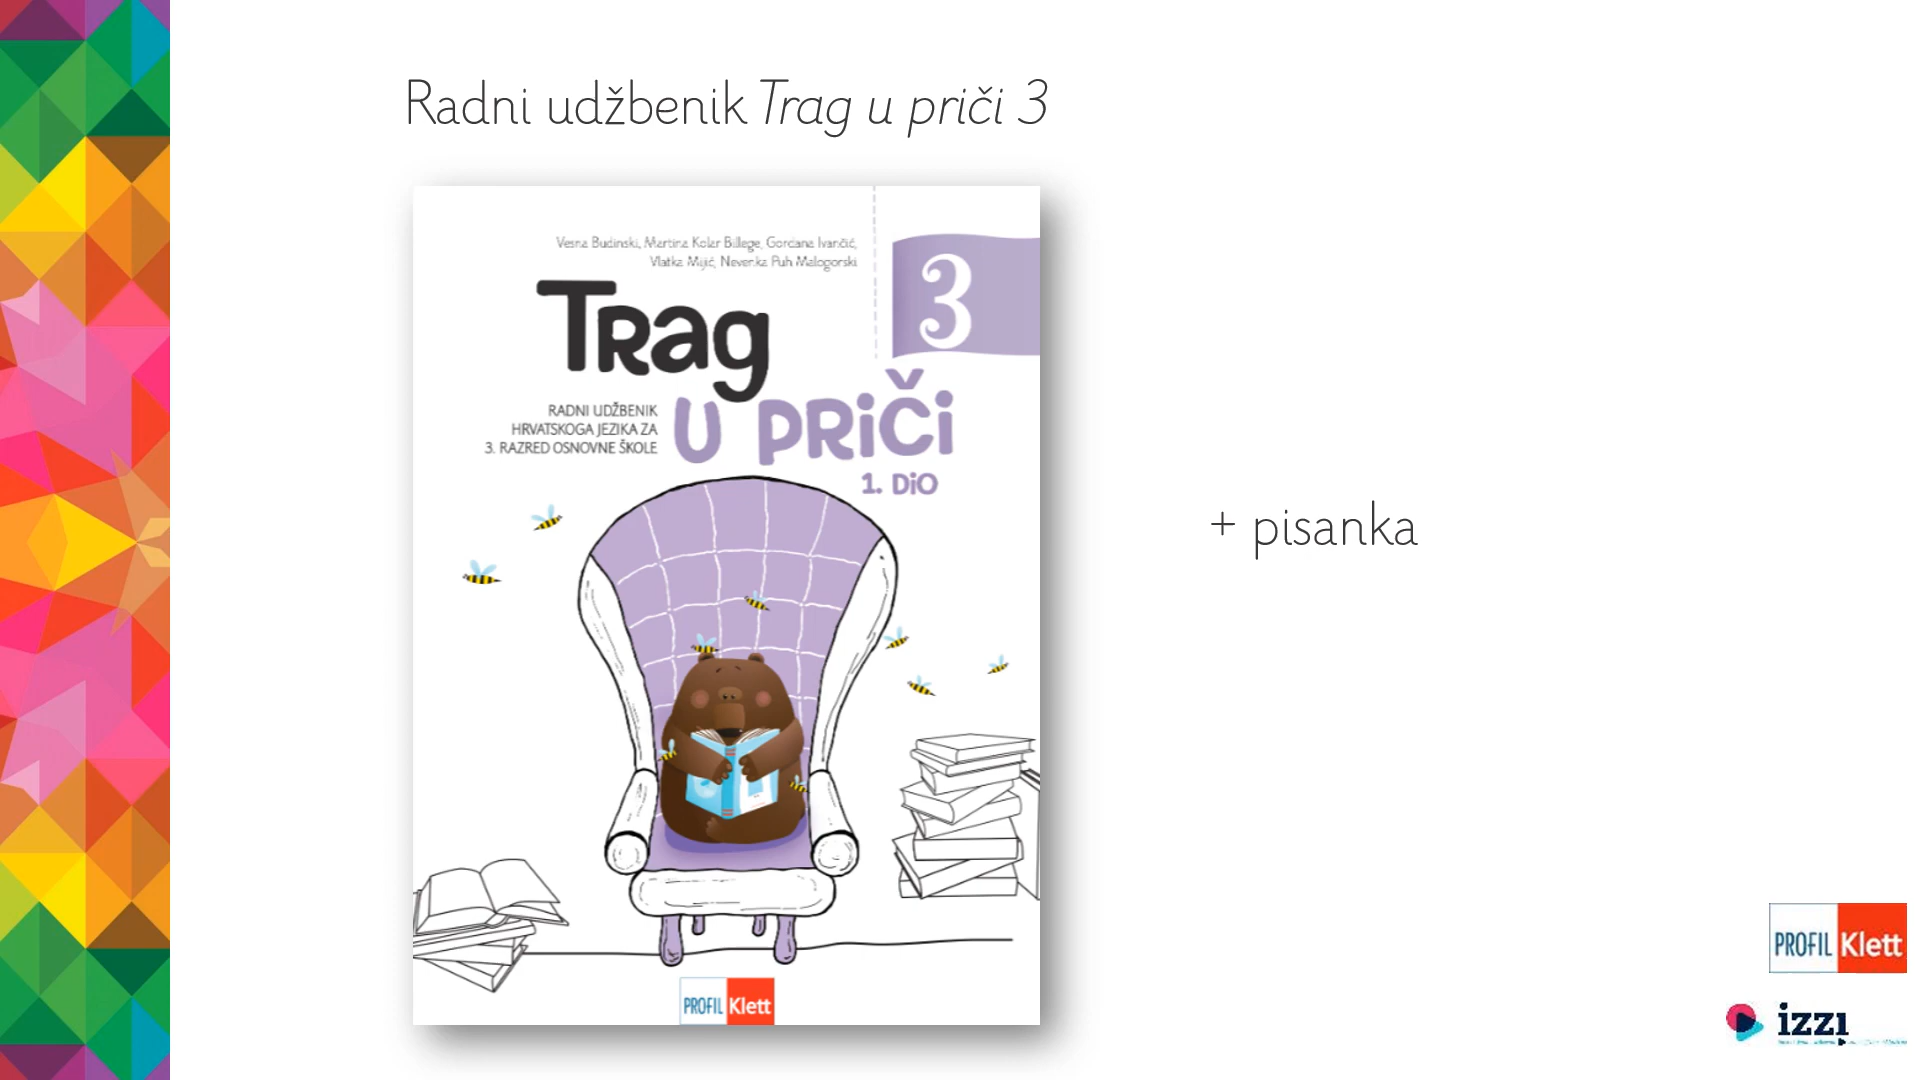 Radni udžbenik Trag u priči 3
Vesna Budinski, Martina Kolar Billege, Gordana Ivančić,
Vlatka Mijić, Nevenka Puh Malogorski
3
Trag
u priči
RADNI UDŽBENIK
HRVATSKOGA JEZIKA ZA
3. RAZRED OSNOVNE ŠKOLE
1. DiO
+ pisanka
PROFIL Klett
PROFIL Klett
izzi